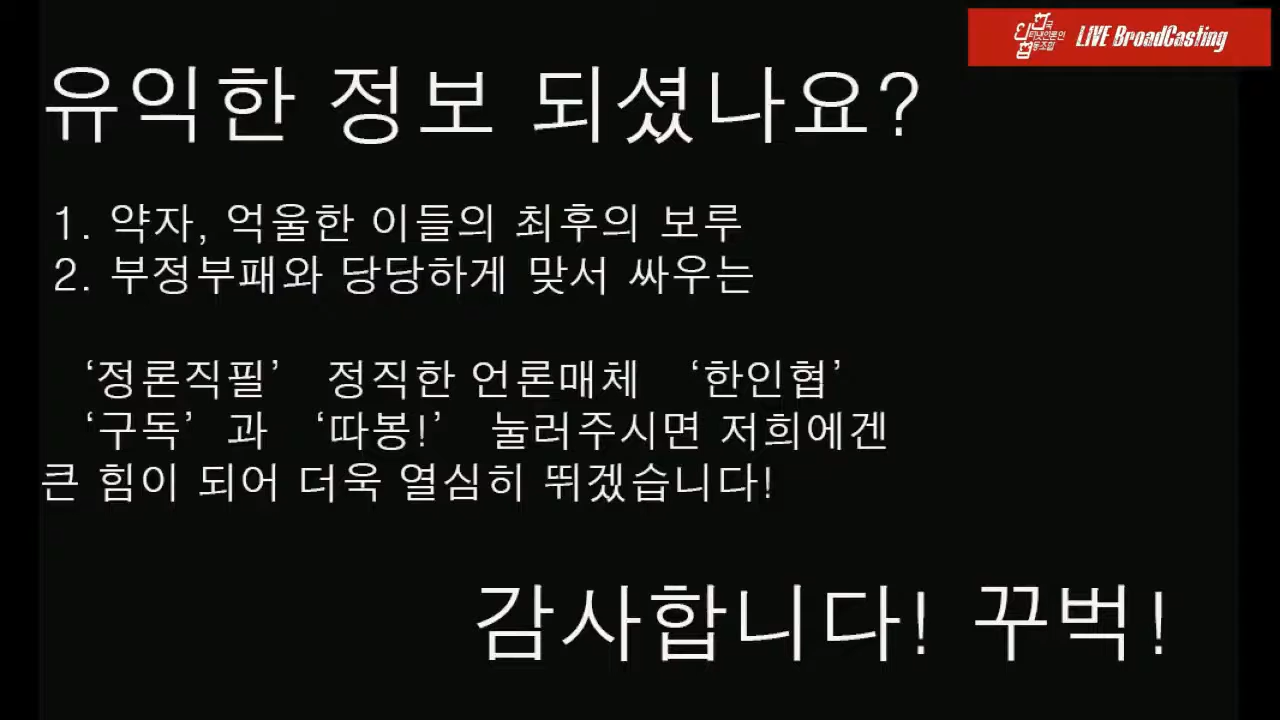 LIVE BroadCasting
유익한 정보 되셨나요?
1. 약자, 억울한 이들의 최후의 보루
2. 부정부패와 당당하게 맞서 싸우는
‘정론직필’ 정직한 언론매체 ‘한인협’
‘구독’과 ‘따봉!’ 눌러주시면 저희에겐
큰 힘이 되어 더욱 열심히 뛰겠습니다!
감사합니다! 꾸벅!